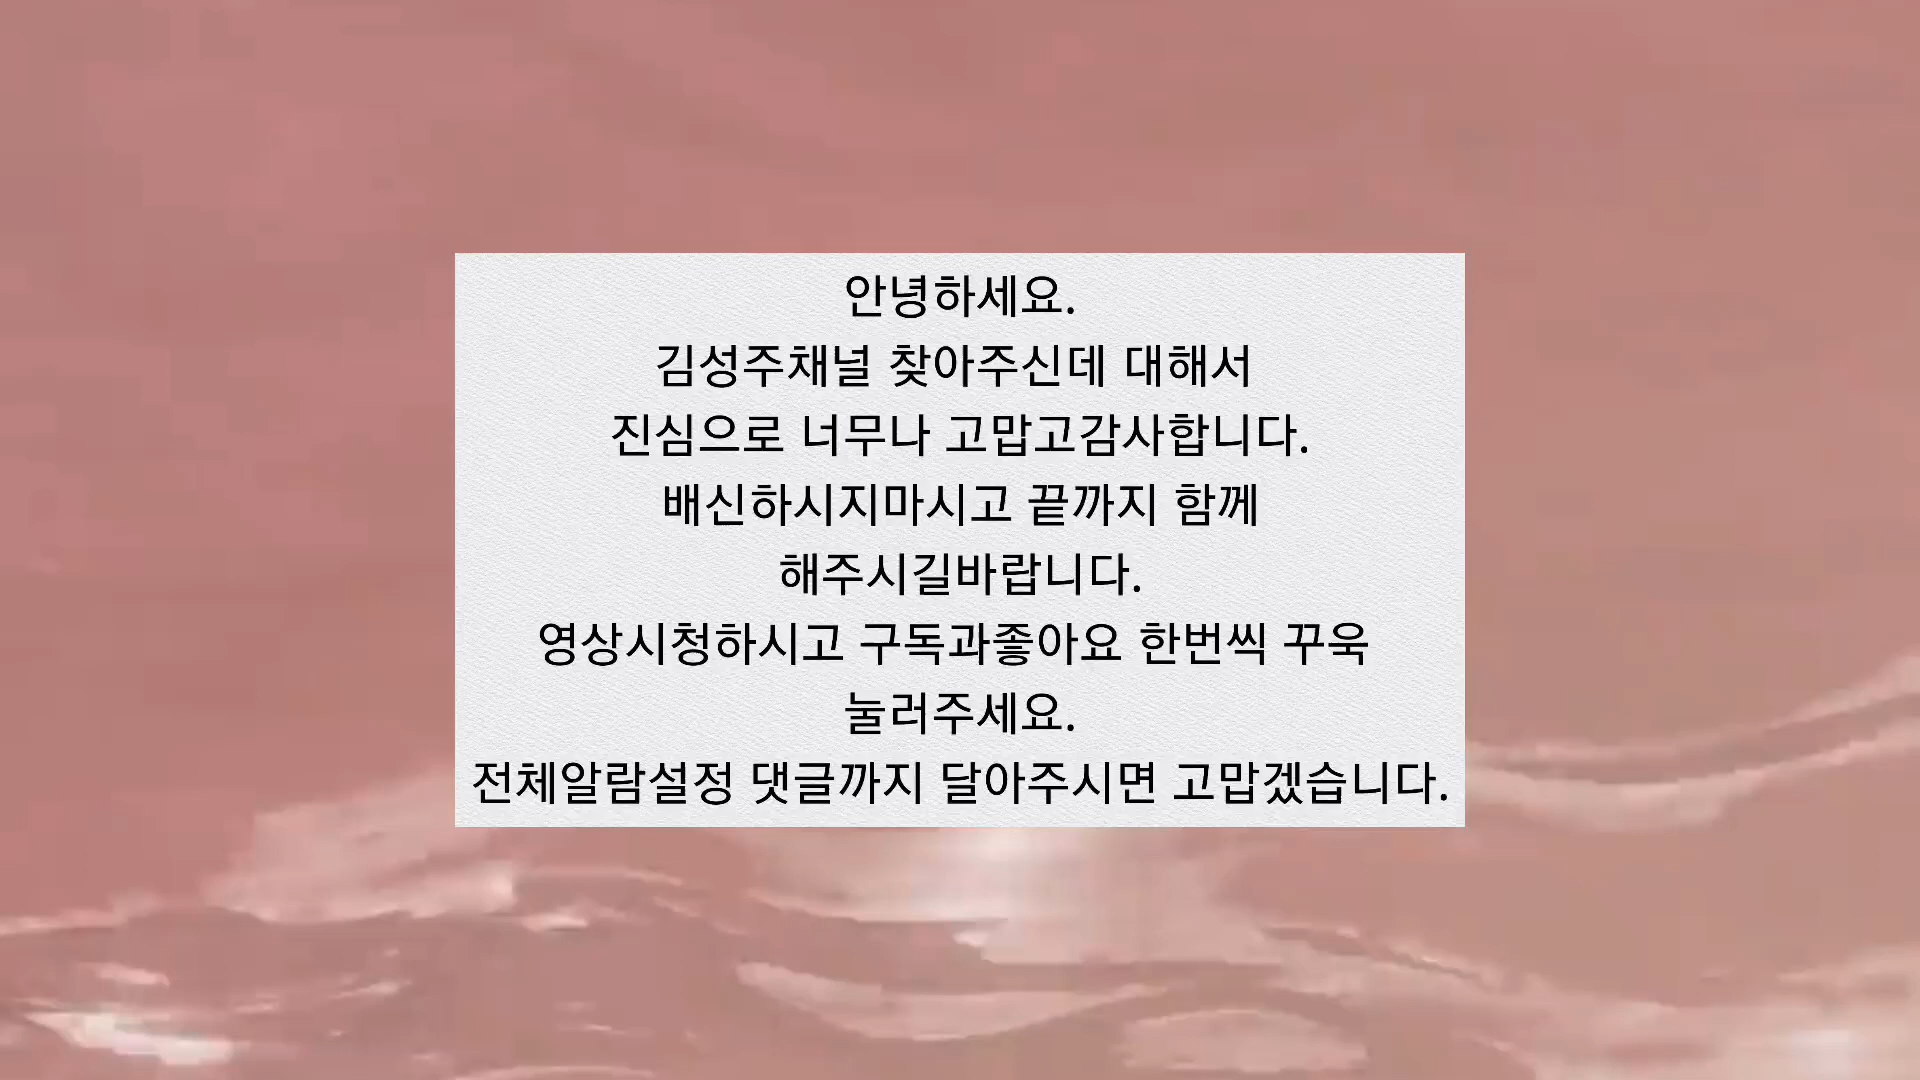 안녕하세요.
김성주채널 찾아주신데 대해서
진심으로 너무나 고맙고감사합니다.
배신하시지마시고 끝까지 함께
해주시길바랍니다.
영상시청하시고 구독과좋아요 한번씩 꾸욱
눌러주세요.
전체알람설정 댓글까지 달아주시면 고맙겠습니다.